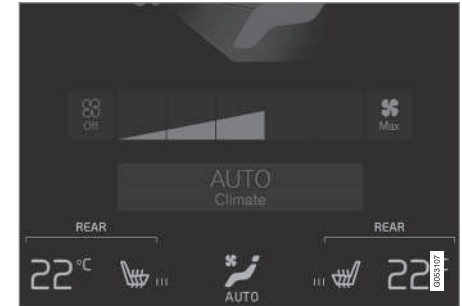 Off
Max
AUTO
Climate
REAR
REAR
22°C
22°
AUTO
G053107